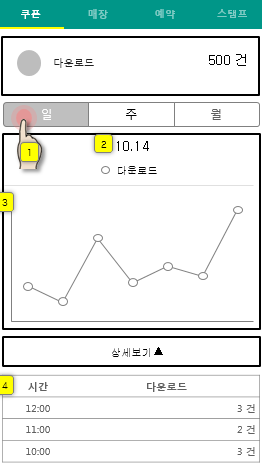 쿠폰 매장 예약 스탬프
다운로드 500 건
일 주 월
1
2 10.14
다운로드
3
상세보기▲
4 시간 다운로드
12:00 3 건
11:00 2 건
10:00 3 건